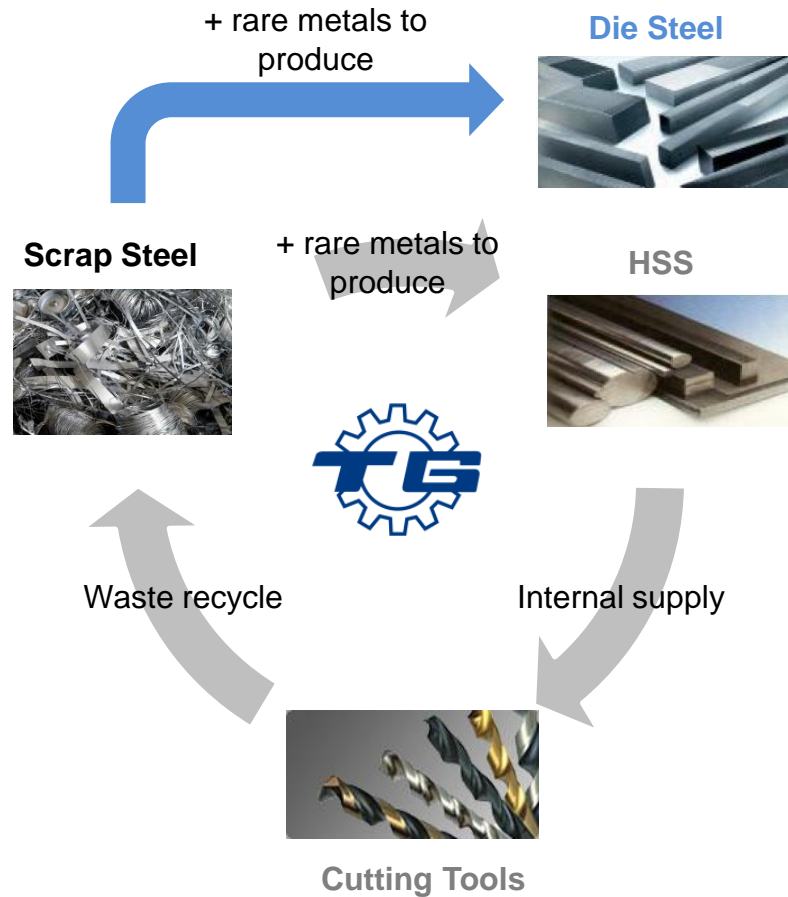 + rare metals to
produce
Die Steel
Scrap Steel
+ rare metals to
produce
HSS
TG
Waste recycle
Internal supply
Cutting Tools